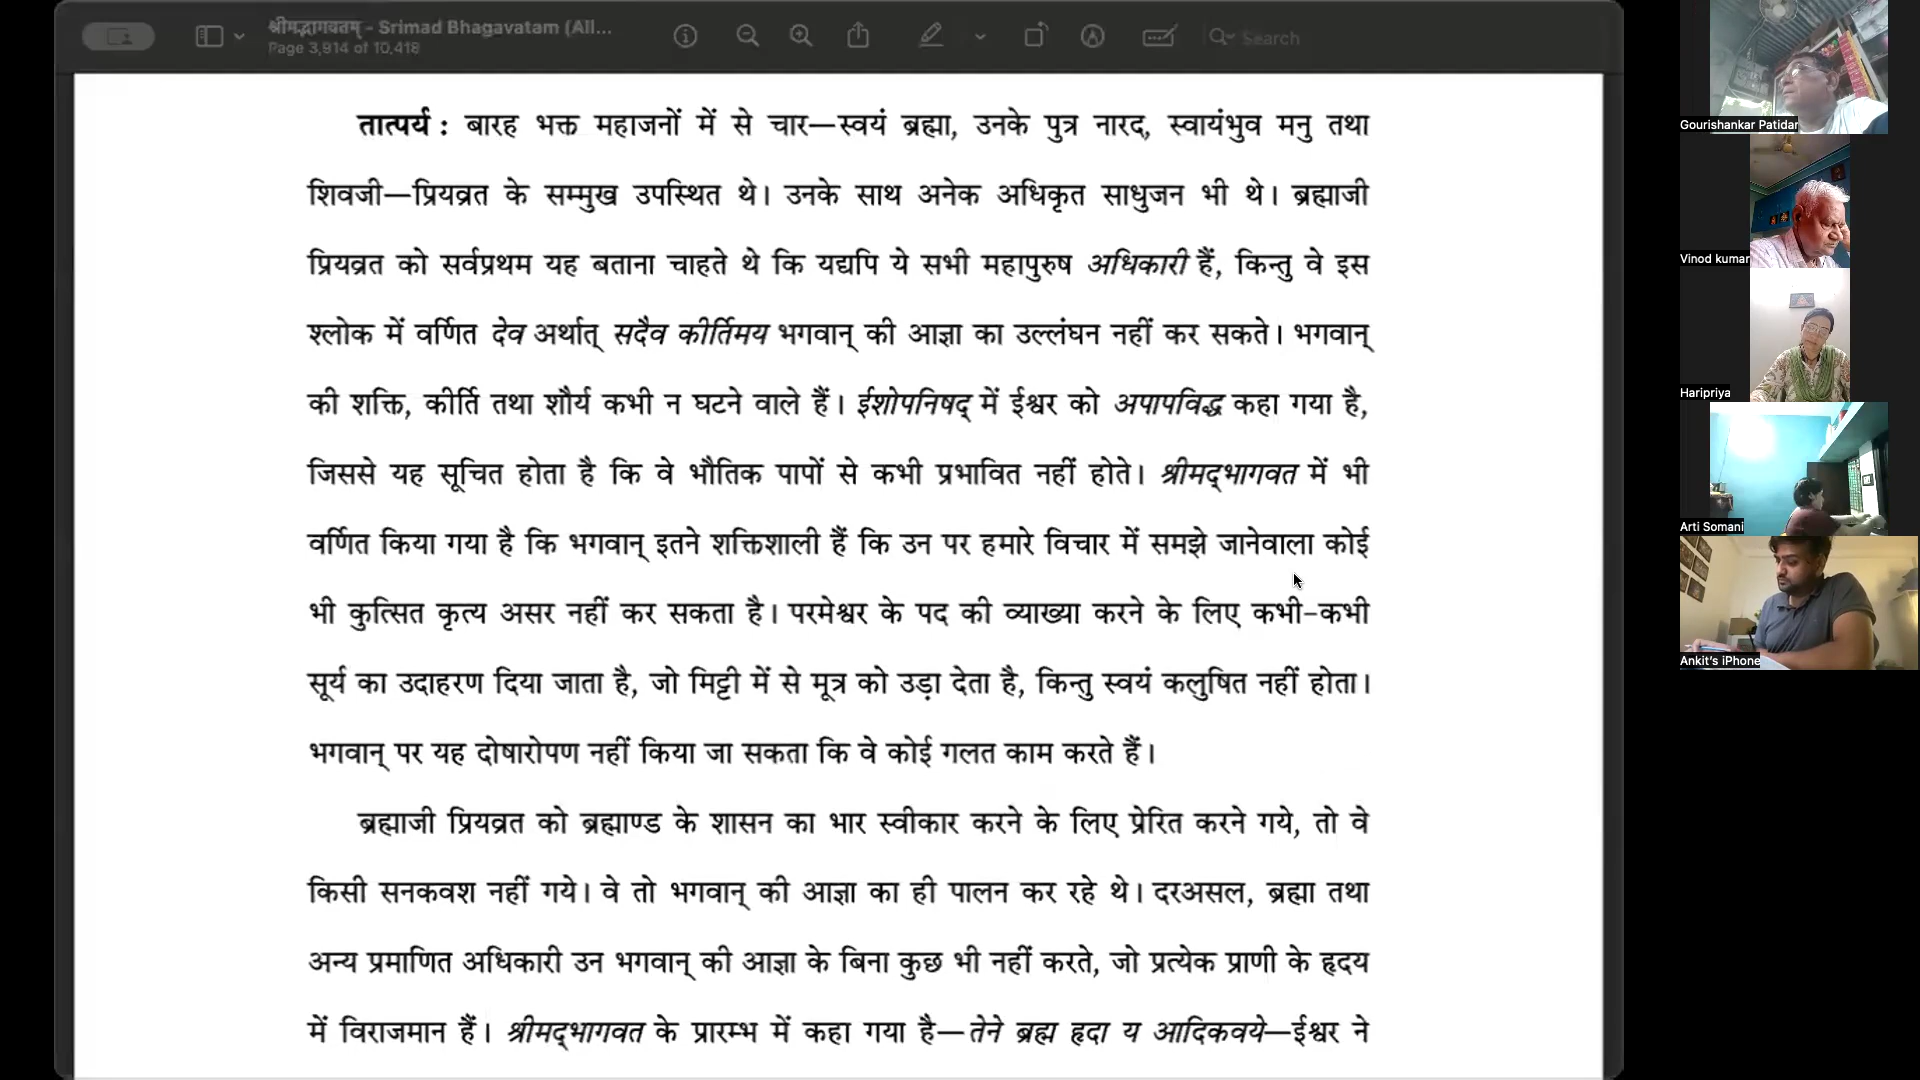 श्रीमद्भागवतम् - Srimad Bhagavatam (All...
Page 3,914 of 10,418
Search
तात्पर्य : बारह भक्त महाजनों में से चार—स्वयं ब्रह्मा, उनके पुत्र नारद, स्वायंभुव मनु तथा
शिवजी—प्रियव्रत के सम्मुख उपस्थित थे। उनके साथ अनेक अधिकृत साधुजन भी थे। ब्रह्माजी
प्रियव्रत को सर्वप्रथम यह बताना चाहते थे कि यद्यपि ये सभी महापुरुष अधिकारी हैं, किन्तु वे इस
श्लोक में वर्णित देव अर्थात् सदैव कीर्तिमय भगवान् की आज्ञा का उल्लंघन नहीं कर सकते। भगवान्
की शक्ति, कीर्ति तथा शौर्य कभी न घटने वाले हैं। ईशोपनिषद् में ईश्वर को अपापविद्ध कहा गया है,
जिससे यह सूचित होता है कि वे भौतिक पापों से कभी प्रभावित नहीं होते। श्रीमद्‌भागवत में भी
वर्णित किया गया है कि भगवान् इतने शक्तिशाली हैं कि उन पर हमारे विचार में समझे जानेवाला कोई
भी कुत्सित कृत्य असर नहीं कर सकता है। परमेश्वर के पद की व्याख्या करने के लिए कभी-कभी
सूर्य का उदाहरण दिया जाता है, जो मिट्टी में से मूत्र को उड़ा देता है, किन्तु स्वयं कलुषित नहीं होता।
भगवान् पर यह दोषारोपण नहीं किया जा सकता कि वे कोई गलत काम करते हैं।
ब्रह्माजी प्रियव्रत को ब्रह्माण्ड के शासन का भार स्वीकार करने के लिए प्रेरित करने गये, तो वे
किसी सनकवश नहीं गये। वे तो भगवान् की आज्ञा का ही पालन कर रहे थे। दरअसल, ब्रह्मा तथा
अन्य प्रमाणित अधिकारी उन भगवान् की आज्ञा के बिना कुछ भी नहीं करते, जो प्रत्येक प्राणी के हृदय
में विराजमान हैं। श्रीमद्‌भागवत के प्रारम्भ में कहा गया है—तेने ब्रह्म हृदा य आदिकवये—ईश्वर ने
Gourishankar Patidar
Vinod kumar
Haripriya
Arti Somani
Ankit's iPhone